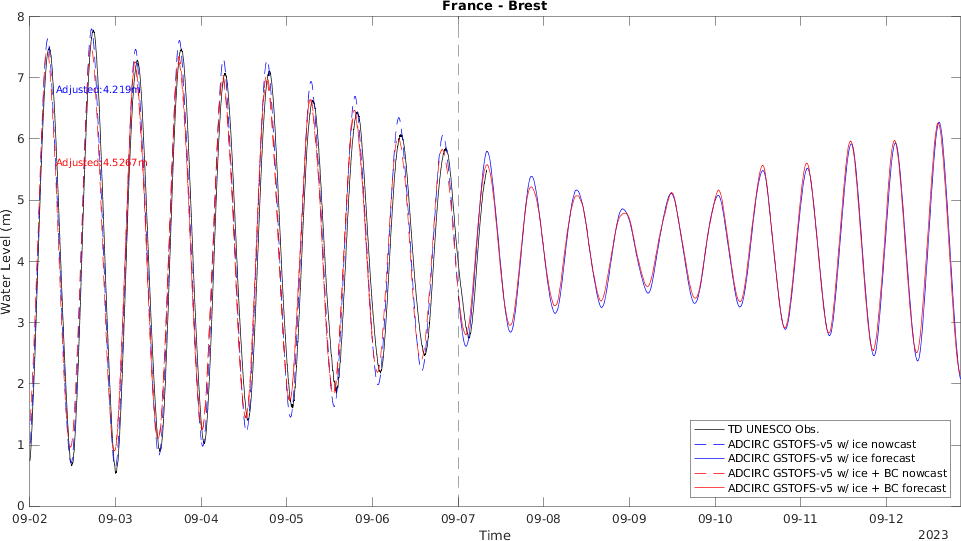 France - Brest
8
7
6
5
4
3
2
1
0
Water Level (m)
Adjusted:4.219m
Adjusted:4.5267m
TD UNESCO Obs.
ADCIRC GSTOFS-v5 w/ ice nowcast
ADCIRC GSTOFS-v5 w/ ice forecast
ADCIRC GSTOFS-v5 w/ ice + BC nowcast
ADCIRC GSTOFS-v5 w/ ice + BC forecast
09-02 09-03 09-04 09-05 09-06 09-07 09-08 09-09 09-10 09-11 09-12
Time
2023